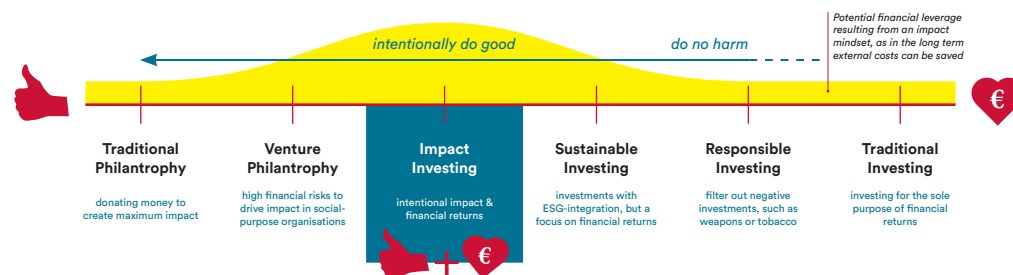 Potential financial leverage
resulting from an impact
mindset, as in the long term
external costs can be saved
intentionally do good
do no harm
€
Traditional
Philantrophy
donating money to
create maximum impact
Venture
Philantrophy
high financial risks to
drive impact in social-
purpose organisations
Impact
Investing
intentional impact &
financial returns
+
€
Sustainable
Investing
investments with
ESG-integration, but a
focus on financial returns
Responsible
Investing
filter out negative
investments, such as
weapons or tobacco
Traditional
Investing
investing for the sole
purpose of financial
returns